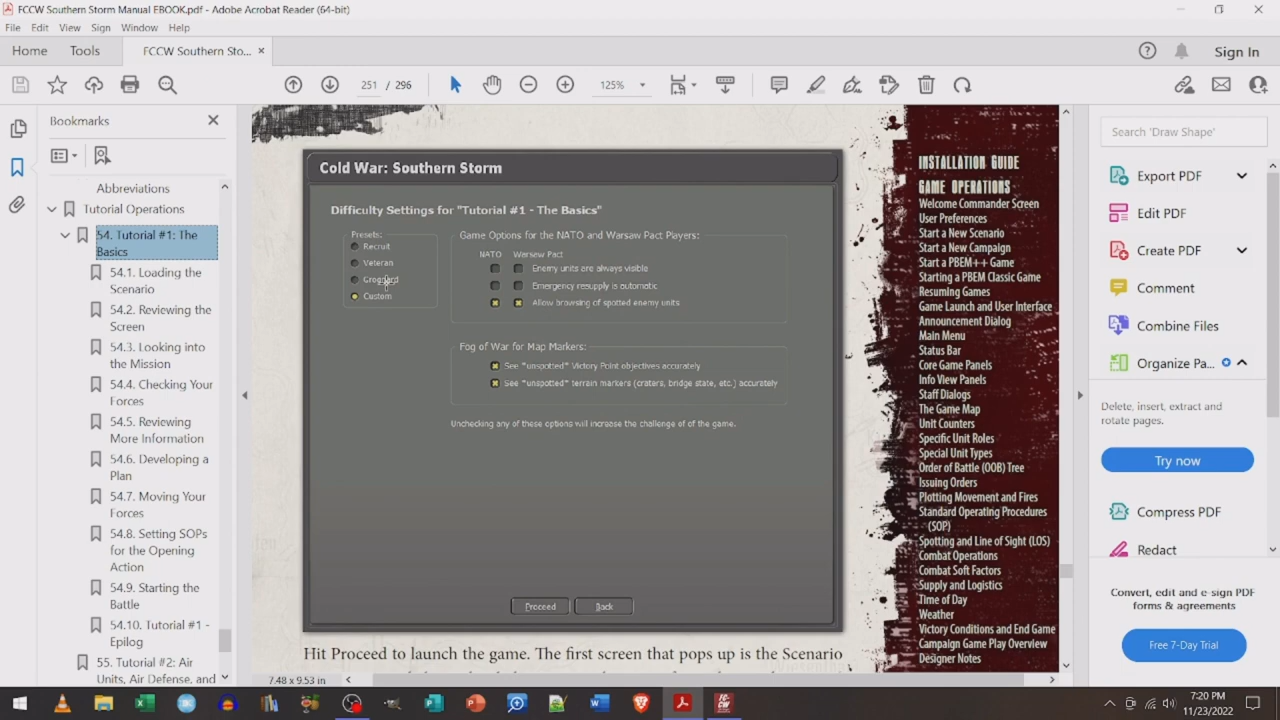 FCCW Southern Storm Manual EBOOK.pdf - Adobe Acrobat Reader (64-bit)
File Edit View Sign Window Help
Home Tools FCCW Southern Sto... × Sign In
251 / 296 125%
Bookmarks
Abbreviations
Tutorial Operations
54. Tutorial #1: The
Basics
54.1. Loading the
Scenario
54.2. Reviewing the
Screen
54.3. Looking into
the Mission
54.4. Checking Your
Forces
54.5. Reviewing
More Information
54.6. Developing a
Plan
54.7. Moving Your
Forces
54.8. Setting SOPs
for the Opening
Action
54.9. Starting the
Battle
54.10. Tutorial #1 -
Epilog
55. Tutorial #2: Air
Units, Air Defense, and
Cold War: Southern Storm
Difficulty Settings for "Tutorial #1 - The Basics"
Presets:
Recruit
Veteran
Grognard
Custom
Game Options for the NATO and Warsaw Pact Players:
NATO Warsaw Pact
Enemy units are always visible
Emergency resupply is automatic
Allow browsing of spotted enemy units
Fog of War for Map Markers:
See "unspotted" Victory Point objectives accurately
See "unspotted" terrain markers (craters, bridge state, etc.) accurately
Unchecking any of these options will increase the challenge of of the game.
Proceed Back
Hit Proceed to launch the game. The first screen that pops up is the Scenario
7.48 x 9.53 in
INSTALLATION GUIDE
GAME OPERATIONS
Welcome Commander Screen
User Preferences
Start a New Scenario
Start a New Campaign
Start a PBEM++ Game
Starting a PBEM Classic Game
Resuming Games
Game Launch and User Interface
Announcement Dialog
Main Menu
Status Bar
Core Game Panels
Info View Panels
Staff Dialogs
The Game Map
Unit Counters
Specific Unit Roles
Special Unit Types
Order of Battle (OOB) Tree
Issuing Orders
Plotting Movement and Fires
Standard Operating Procedures
(SOP)
Spotting and Line of Sight (LOS)
Combat Operations
Combat Soft Factors
Supply and Logistics
Time of Day
Weather
Victory Conditions and End Game
Campaign Game Play Overview
Designer Notes
Search 'Draw Shape'
Export PDF
Edit PDF
Create PDF
Comment
Combine Files
Organize Pa...
Delete, insert, extract and
rotate pages.
Try now
Compress PDF
Redact
Convert, edit and e-sign PDF
forms & agreements
Free 7-Day Trial
7:20 PM
11/23/2022